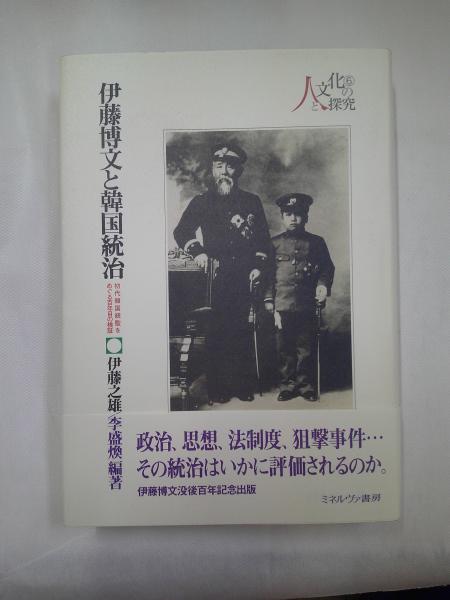 人と文化の探究⑥
伊藤博文と韓国統治
初代韓国統監を
めぐる百年目の検証
伊藤之雄/李盛煥 編著
政治、思想、法制度、狙撃事件…
その統治はいかに評価されるのか。
伊藤博文没後百年記念出版
ミネルヴァ書房